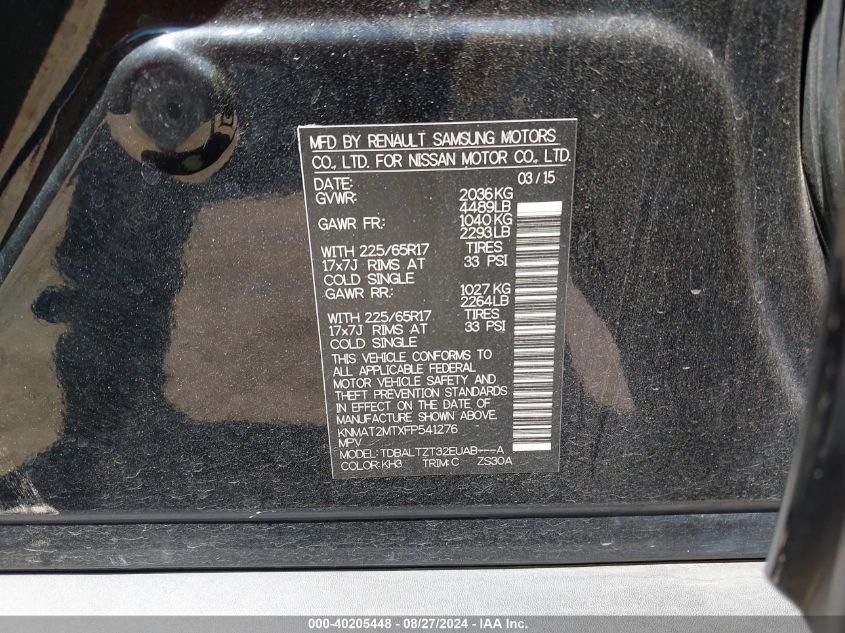 MFD BY RENAULT SAMSUNG MOTORS
CO., LTD. FOR NISSAN MOTOR CO., LTD.
DATE: 03/15
GVWR: 2036KG
4489LB
GAWR FR: 1040KG
2293LB
WITH 225/65R17 TIRES
17x7J RIMS AT 33 PSI
COLD SINGLE
GAWR RR: 1027KG
2264LB
WITH 225/65R17 TIRES
17x7J RIMS AT 33 PSI
COLD SINGLE
THIS VEHICLE CONFORMS TO
ALL APPLICABLE FEDERAL
MOTOR VEHICLE SAFETY AND
THEFT PREVENTION STANDARDS
IN EFFECT ON THE DATE OF
MANUFACTURE SHOWN ABOVE.
KNMAT2MTXFP541276
MPV
MODEL: TDBALTZT32EUAB---A
COLOR: KH3 TRIM: C ZS30A
000-40205448 - 08/27/2024 - IAA Inc.